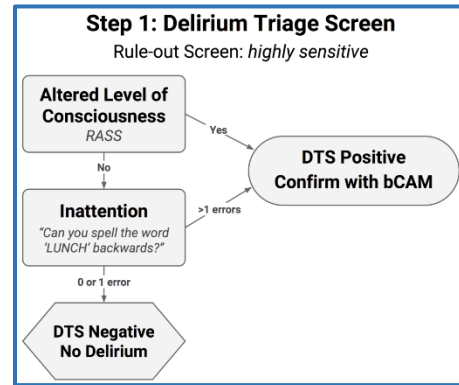 Step 1: Delirium Triage Screen
Rule-out Screen: highly sensitive
Altered Level of
Consciousness
RASS
Yes
No
DTS Positive
Confirm with bCAM
Inattention
"Can you spell the word
'LUNCH' backwards?"
>1 errors
0 or 1 error
DTS Negative
No Delirium